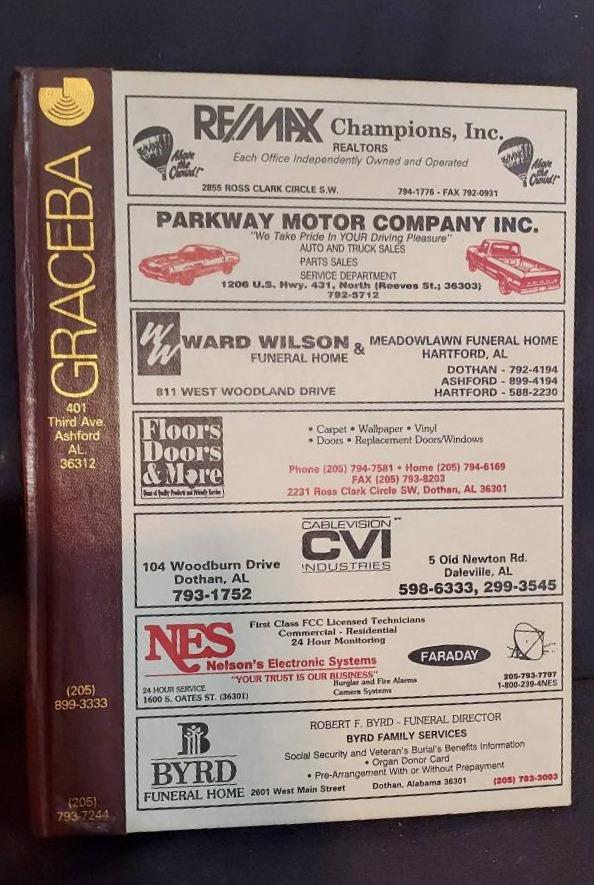 GRACEBA
401
Third Ave.
Ashford
AL.
36312
(205)
899-3333
(205)
793-7244
RE/MAX Champions, Inc.
REALTORS
Each Office Independently Owned and Operated
Above the Crowd!
Above the Crowd!
2855 ROSS CLARK CIRCLE S.W. 794-1776 - FAX 792-0931
PARKWAY MOTOR COMPANY INC.
"We Take Pride In YOUR Driving Pleasure"
AUTO AND TRUCK SALES
PARTS SALES
SERVICE DEPARTMENT
1206 U.S. Hwy. 431, North (Reeves St.; 36303)
792-5712
WW WARD WILSON & MEADOWLAWN FUNERAL HOME
FUNERAL HOME HARTFORD, AL
DOTHAN - 792-4194
ASHFORD - 899-4194
811 WEST WOODLAND DRIVE HARTFORD - 588-2230
Floors
Doors
& More
Home of Quality Products and Friendly Service
• Carpet • Wallpaper • Vinyl
• Doors • Replacement Doors/Windows
Phone (205) 794-7581 • Home (205) 794-6169
FAX (205) 793-8203
2231 Ross Clark Circle SW, Dothan, AL 36301
CABLEVISION
CVI
INDUSTRIES
104 Woodburn Drive
Dothan, AL
793-1752
5 Old Newton Rd.
Daleville, AL
598-6333, 299-3545
NES
First Class FCC Licensed Technicians
Commercial - Residential
24 Hour Monitoring
Nelson's Electronic Systems
FARADAY
"YOUR TRUST IS OUR BUSINESS"
24 HOUR SERVICE
1600 S. OATES ST. (36301)
Burglar and Fire Alarms
Camera Systems
205-793-7797
1-800-239-4NES
B
BYRD
FUNERAL HOME
ROBERT F. BYRD - FUNERAL DIRECTOR
BYRD FAMILY SERVICES
Social Security and Veteran's Burial's Benefits Information
• Organ Donor Card
• Pre-Arrangement With or Without Prepayment
2601 West Main Street Dothan, Alabama 36301 (205) 793-3003